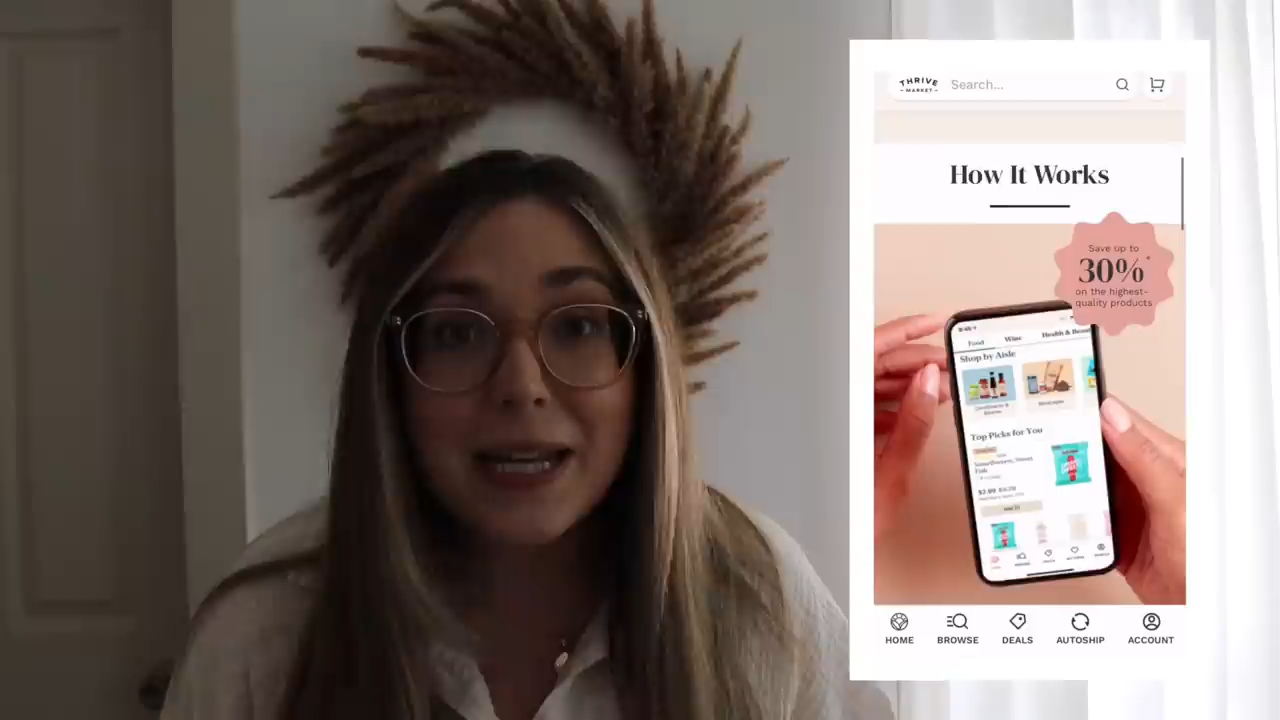 THRIVE
MARKET
Search...
How It Works
Save up to
30%*
on the highest-
quality products
Food
Wine
Health & Beau
Shop by Aisle
Top Picks for You
HOME
BROWSE
DEALS
AUTOSHIP
ACCOUNT